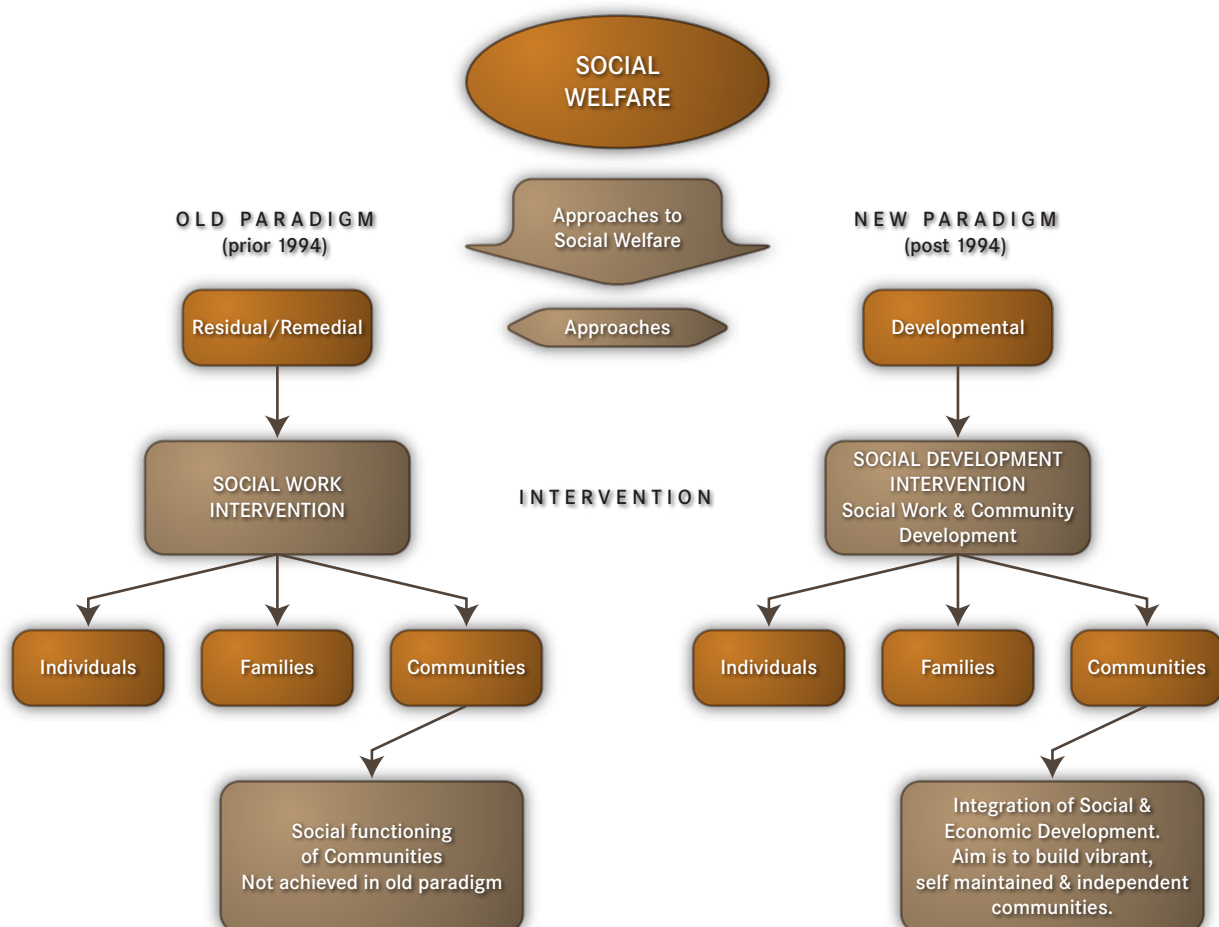 SOCIAL
WELFARE
Approaches to
Social Welfare
OLD PARADIGM
(prior 1994)
NEW PARADIGM
(post 1994)
Residual/Remedial
Approaches
Developmental
SOCIAL WORK
INTERVENTION
INTERVENTION
SOCIAL DEVELOPMENT
INTERVENTION
Social Work & Community
Development
Individuals
Families
Communities
Individuals
Families
Communities
Social functioning
of Communities
Not achieved in old paradigm
Integration of Social &
Economic Development.
Aim is to build vibrant,
self maintained & independent
communities.